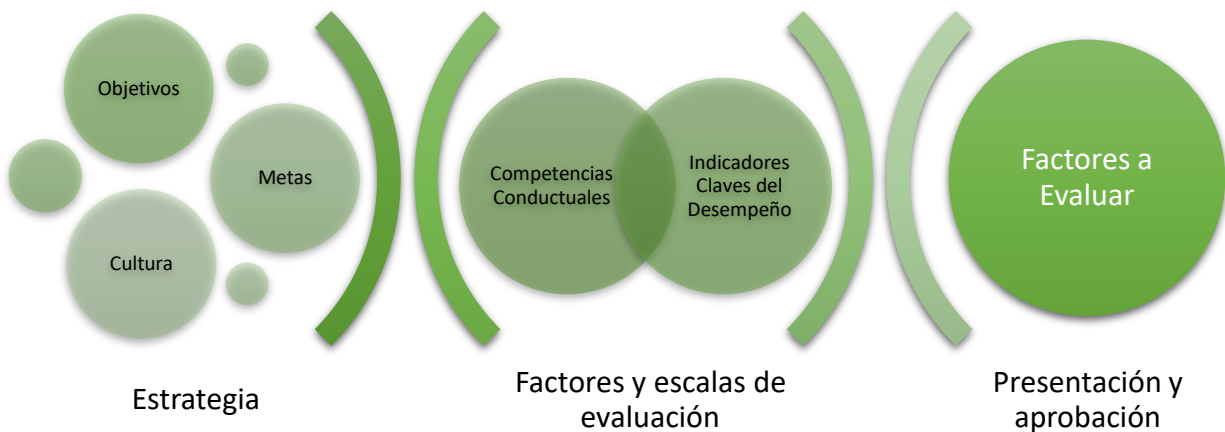 Objetivos
Metas
Cultura
Estrategia
Competencias
Conductuales
Indicadores
Claves del
Desempeño
Factores y escalas de
evaluación
Factores a
Evaluar
Presentación y
aprobación